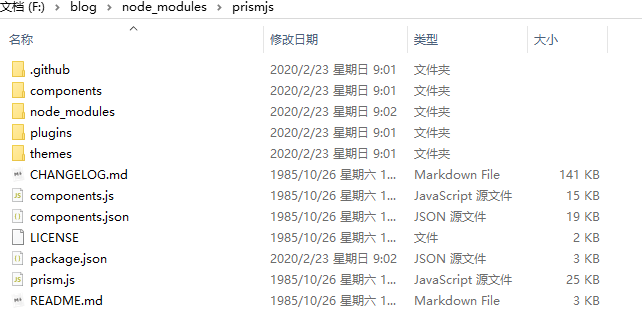 文档 (F:) > blog > node_modules > prismjs
名称 修改日期 类型 大小
.github 2020/2/23 星期日 9:01 文件夹
components 2020/2/23 星期日 9:01 文件夹
node_modules 2020/2/23 星期日 9:02 文件夹
plugins 2020/2/23 星期日 9:01 文件夹
themes 2020/2/23 星期日 9:01 文件夹
CHANGELOG.md 1985/10/26 星期六 1... Markdown File 141 KB
components.js 1985/10/26 星期六 1... JavaScript 源文件 15 KB
components.json 1985/10/26 星期六 1... JSON 源文件 19 KB
LICENSE 1985/10/26 星期六 1... 文件 2 KB
package.json 2020/2/23 星期日 9:02 JSON 源文件 3 KB
prism.js 1985/10/26 星期六 1... JavaScript 源文件 25 KB
README.md 1985/10/26 星期六 1... Markdown File 3 KB